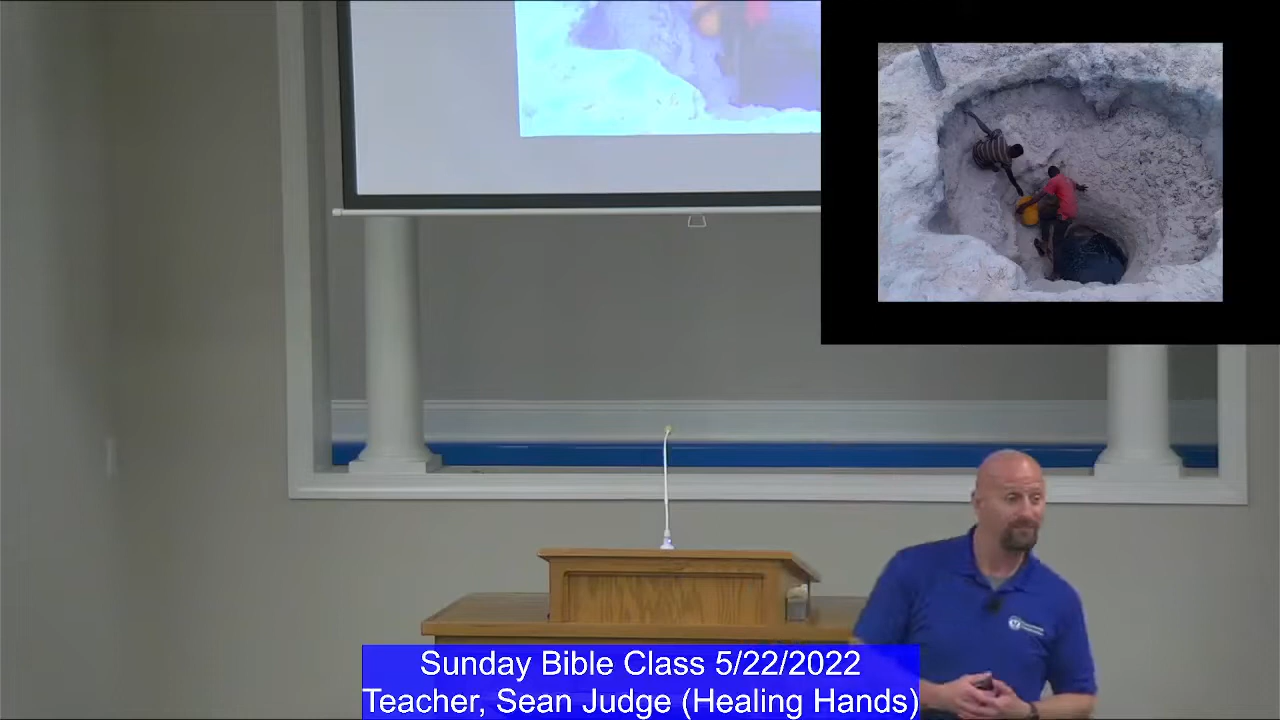 Sunday Bible Class 5/22/2022
Teacher, Sean Judge (Healing Hands)